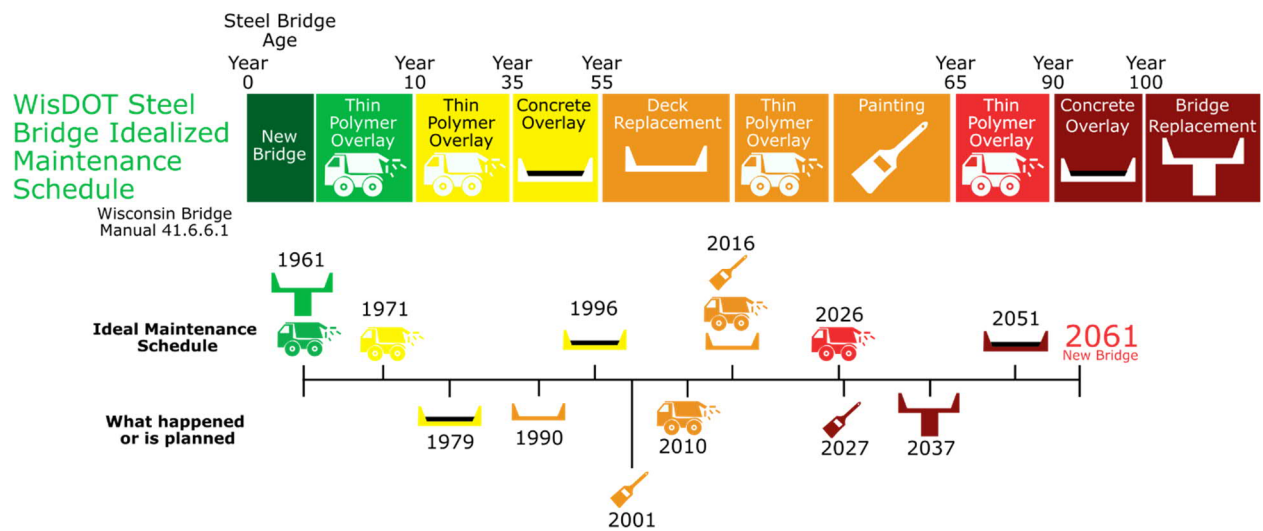 Steel Bridge
Age
Year
0
Year
10
Year
35
Year
55
Year
65
Year
90
Year
100
WisDOT Steel
Bridge Idealized
Maintenance
Schedule
Wisconsin Bridge
Manual 41.6.6.1
New
Bridge
Thin
Polymer
Overlay
Thin
Polymer
Overlay
Concrete
Overlay
Deck
Replacement
Thin
Polymer
Overlay
Painting
Thin
Polymer
Overlay
Concrete
Overlay
Bridge
Replacement
Ideal Maintenance
Schedule
1961
1971
1996
2016
2026
2051
2061
New Bridge
What happened
or is planned
1979
1990
2001
2010
2027
2037